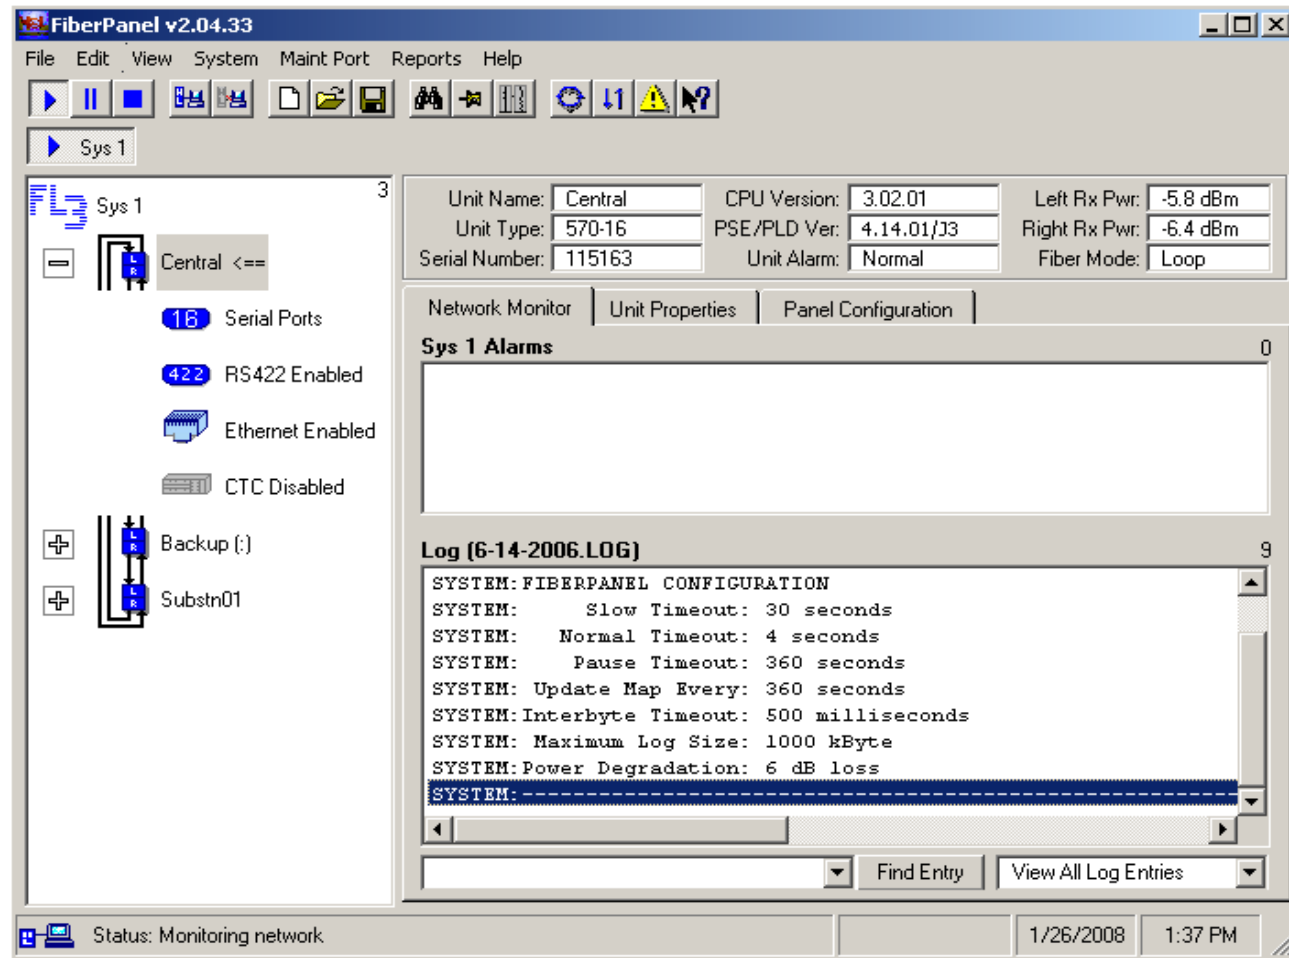 FiberPanel v2.04.33
File Edit View System Maint Port Reports Help
Sys 1
FL3 Sys 1 3
Central <==
16 Serial Ports
422 RS422 Enabled
Ethernet Enabled
CTC Disabled
L R Backup (:)
L R Substn01
Unit Name: Central CPU Version: 3.02.01 Left Rx Pwr: -5.8 dBm
Unit Type: 570-16 PSE/PLD Ver: 4.14.01/J3 Right Rx Pwr: -6.4 dBm
Serial Number: 115163 Unit Alarm: Normal Fiber Mode: Loop
Network Monitor Unit Properties Panel Configuration
Sys 1 Alarms 0
Log (6-14-2006.LOG) 9
SYSTEM:FIBERPANEL CONFIGURATION
SYSTEM: Slow Timeout: 30 seconds
SYSTEM: Normal Timeout: 4 seconds
SYSTEM: Pause Timeout: 360 seconds
SYSTEM: Update Map Every: 360 seconds
SYSTEM:Interbyte Timeout: 500 milliseconds
SYSTEM: Maximum Log Size: 1000 kByte
SYSTEM:Power Degradation: 6 dB loss
SYSTEM:--------------------------------------------------------
Find Entry View All Log Entries
Status: Monitoring network 1/26/2008 1:37 PM